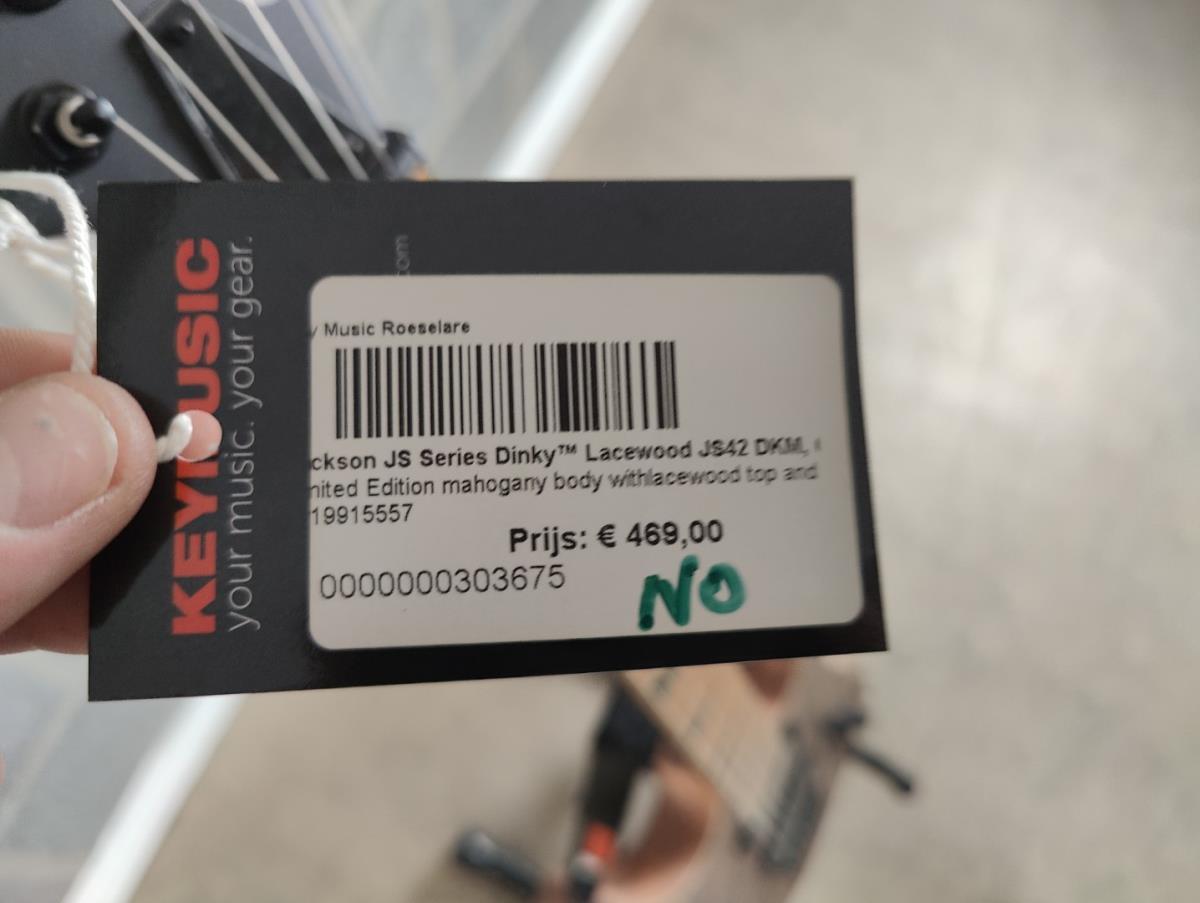 KEYMUSIC
your music. your gear.
.com
y Music Roeselare
ckson JS Series Dinky™ Lacewood JS42 DKM,
nited Edition mahogany body withlacewood top and
19915557
Prijs: € 469,00
0000000303675
NO